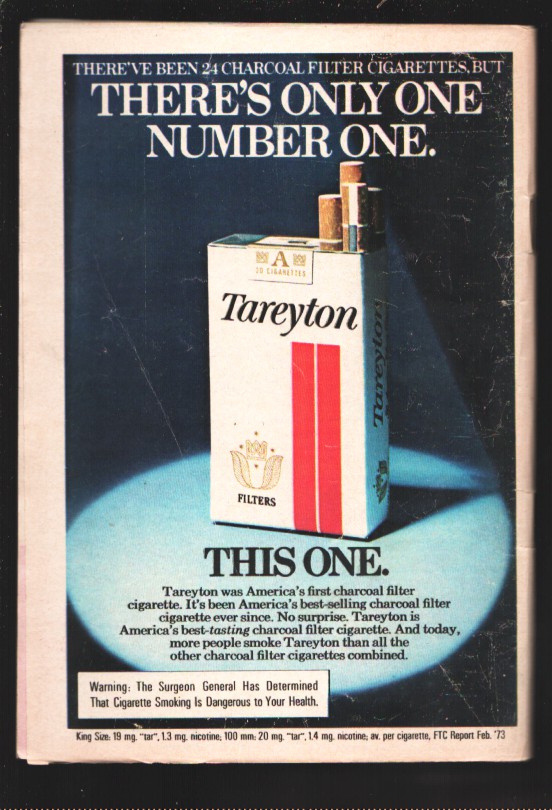 THERE'VE BEEN 24 CHARCOAL FILTER CIGARETTES, BUT
THERE'S ONLY ONE
NUMBER ONE.
A
20 CIGARETTES
Tareyton
Tareyton
FILTERS
THIS ONE.
Tareyton was America's first charcoal filter
cigarette. It's been America's best-selling charcoal filter
cigarette ever since. No surprise. Tareyton is
America's best-tasting charcoal filter cigarette. And today,
more people smoke Tareyton than all the
other charcoal filter cigarettes combined.
Warning: The Surgeon General Has Determined
That Cigarette Smoking Is Dangerous to Your Health.
King Size: 19 mg. "tar", 1.3 mg. nicotine; 100 mm: 20 mg. "tar", 1.4 mg. nicotine; av. per cigarette, FTC Report Feb. '73